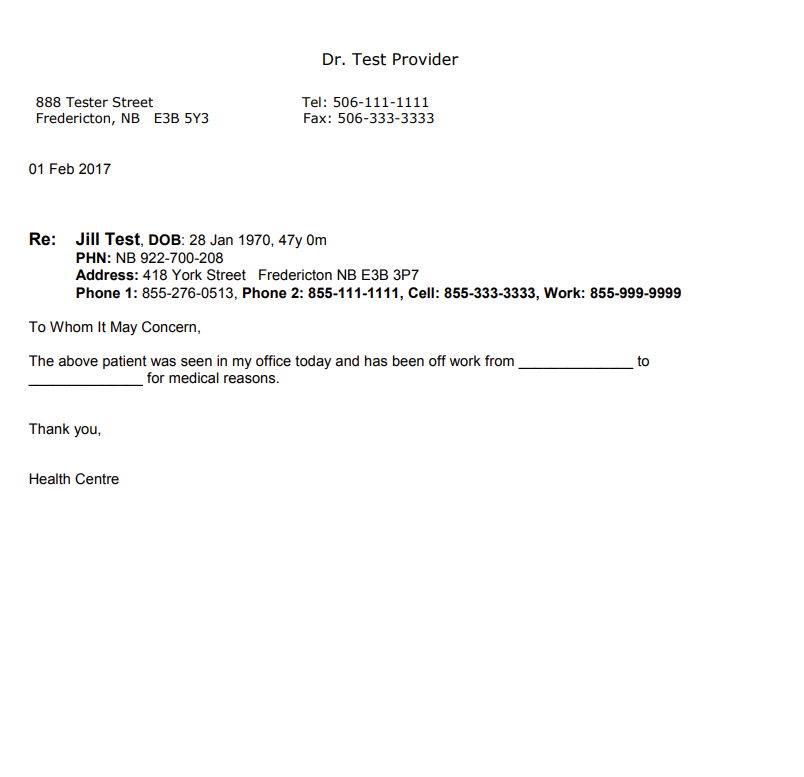 Dr. Test Provider
888 Tester Street Tel: 506-111-1111
Fredericton, NB E3B 5Y3 Fax: 506-333-3333
01 Feb 2017
Re: Jill Test, DOB: 28 Jan 1970, 47y 0m
PHN: NB 922-700-208
Address: 418 York Street Fredericton NB E3B 3P7
Phone 1: 855-276-0513, Phone 2: 855-111-1111, Cell: 855-333-3333, Work: 855-999-9999
To Whom It May Concern,
The above patient was seen in my office today and has been off work from ______________ to
______________ for medical reasons.
Thank you,
Health Centre